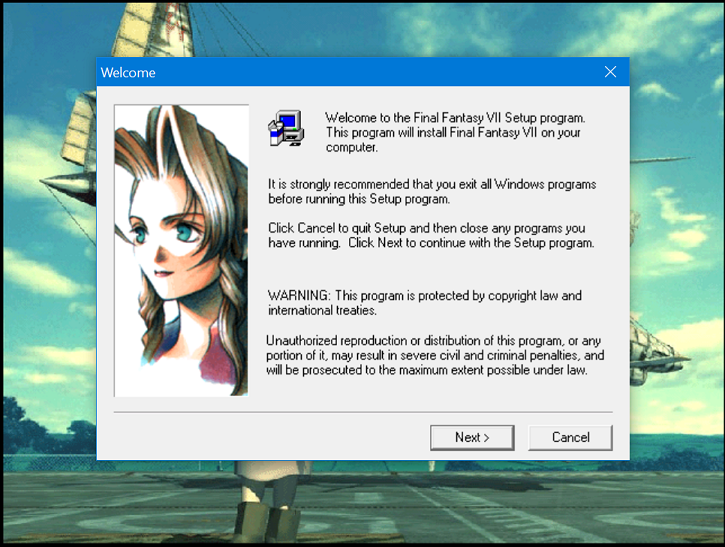 Welcome
Welcome to the Final Fantasy VII Setup program.
This program will install Final Fantasy VII on your
computer.
It is strongly recommended that you exit all Windows programs
before running this Setup program.
Click Cancel to quit Setup and then close any programs you
have running.  Click Next to continue with the Setup program.
WARNING: This program is protected by copyright law and
international treaties.
Unauthorized reproduction or distribution of this program, or any
portion of it, may result in severe civil and criminal penalties, and
will be prosecuted to the maximum extent possible under law.
Next >
Cancel